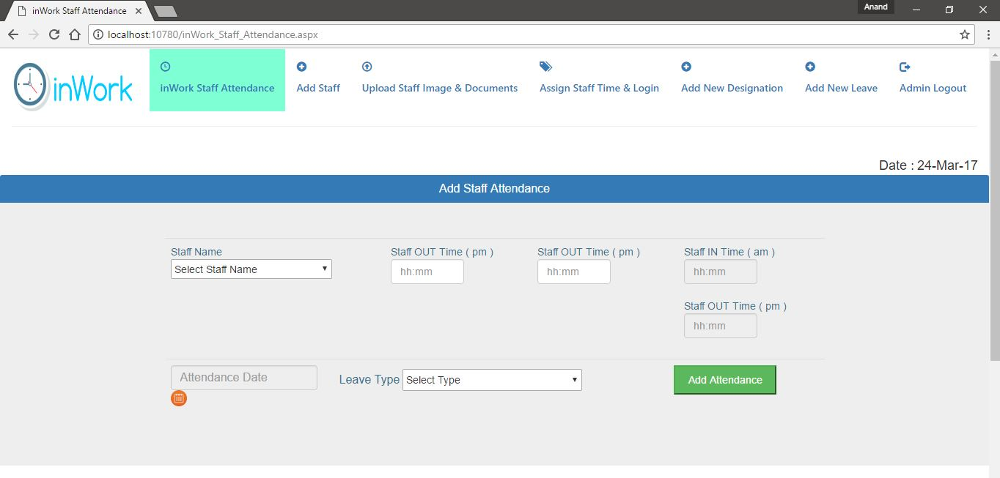 inWork Staff Attendance
Anand
localhost:10780/inWork_Staff_Attendance.aspx
inWork
inWork Staff Attendance
Add Staff
Upload Staff Image & Documents
Assign Staff Time & Login
Add New Designation
Add New Leave
Admin Logout
Date : 24-Mar-17
Add Staff Attendance
Staff Name
Staff OUT Time ( pm )
Staff OUT Time ( pm )
Staff IN Time ( am )
Select Staff Name
hh:mm
hh:mm
hh:mm
Staff OUT Time ( pm )
hh:mm
Attendance Date
Leave Type
Select Type
Add Attendance